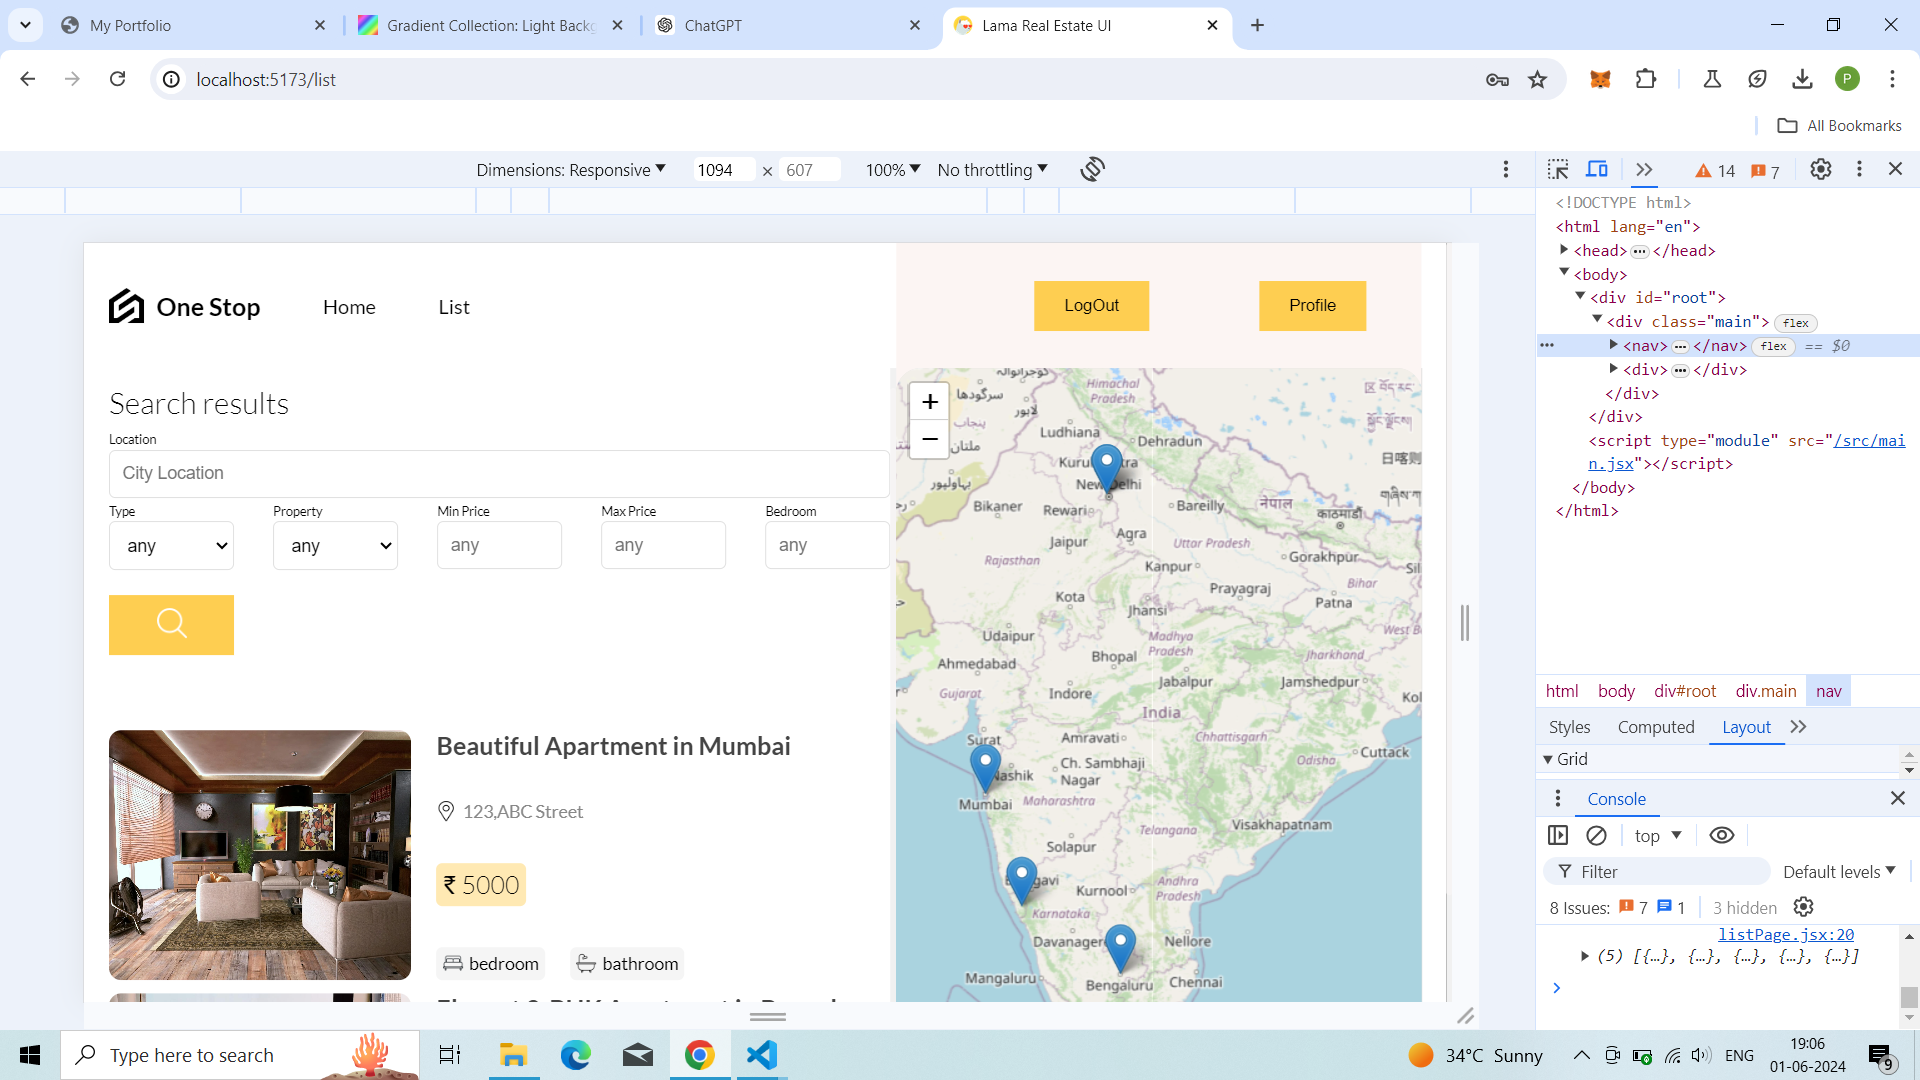 My Portfolio
Gradient Collection: Light Backg
ChatGPT
Lama Real Estate UI
localhost:5173/list
P
All Bookmarks
Dimensions: Responsive 1094 × 607 100% No throttling
14 7
One Stop
Home
List
LogOut
Profile
Search results
Location
City Location
Type Property Min Price Max Price Bedroom
any any any any any
Beautiful Apartment in Mumbai
123,ABC Street
₹ 5000
bedroom bathroom
+
−
سرگودها
لاہور
ملتان
بہاولپور
Himachal
Pradesh
Ludhiana
Dehradun
New Delhi
Bikaner
Rewari
Bareilly
नेपाल
Agra
Jaipur
Uttar Pradesh
Rajasthan
Gorakhpur
Kanpur
Bihar
Prayagraj
Kota
Patna
Jhansi
Udaipur
Madhya
Pradesh
West B
Bhopal
Jharkhand
Ahmedabad
Jabalpur
Jamshedpur
Gujarat
Indore
Kol
India
Surat
Amravati
Chhattisgarh
Cuttack
Nashik
Ch. Sambhaji
Nagar
Odisha
Mumbai
Maharashtra
Telangana
Visakhapatnam
Solapur
Kurnool
Andhra
Pradesh
Karnataka
Davanager
Nellore
Mangaluru
Bengaluru
Chennai
<!DOCTYPE html>
<html lang="en">
<head> ••• </head>
<body>
<div id="root">
<div class="main"> flex
••• <nav> ••• </nav> flex == $0
<div> ••• </div>
</div>
</div>
<script type="module" src="/src/mai
n.jsx"></script>
</body>
</html>
html body div#root div.main nav
Styles Computed Layout
Grid
Console
top
Filter
Default levels
8 Issues: 7 1 3 hidden
listPage.jsx:20
(5) [{…}, {…}, {…}, {…}, {…}]
Type here to search
34°C Sunny
ENG
19:06
01-06-2024
9